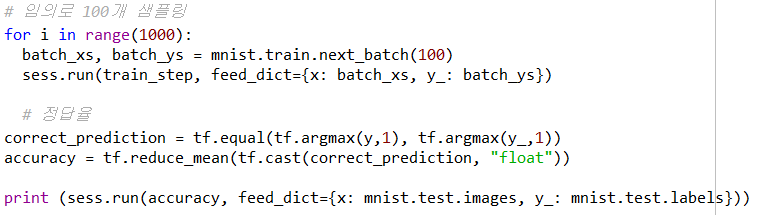 # 임의로 100개 샘플링
for i in range(1000):
  batch_xs, batch_ys = mnist.train.next_batch(100)
  sess.run(train_step, feed_dict={x: batch_xs, y_: batch_ys})

  # 정답율
correct_prediction = tf.equal(tf.argmax(y,1), tf.argmax(y_,1))
accuracy = tf.reduce_mean(tf.cast(correct_prediction, "float"))

print (sess.run(accuracy, feed_dict={x: mnist.test.images, y_: mnist.test.labels}))